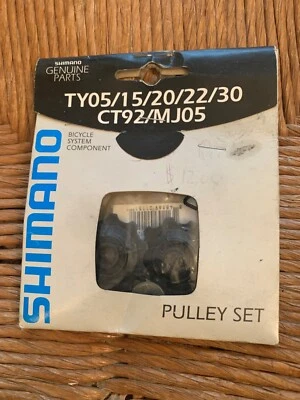 SHIMANO
GENUINE
PARTS
TY05/15/20/22/30
CT92/MJ05
BICYCLE
SYSTEM
COMPONENT
SHIMANO
PULLEY SET